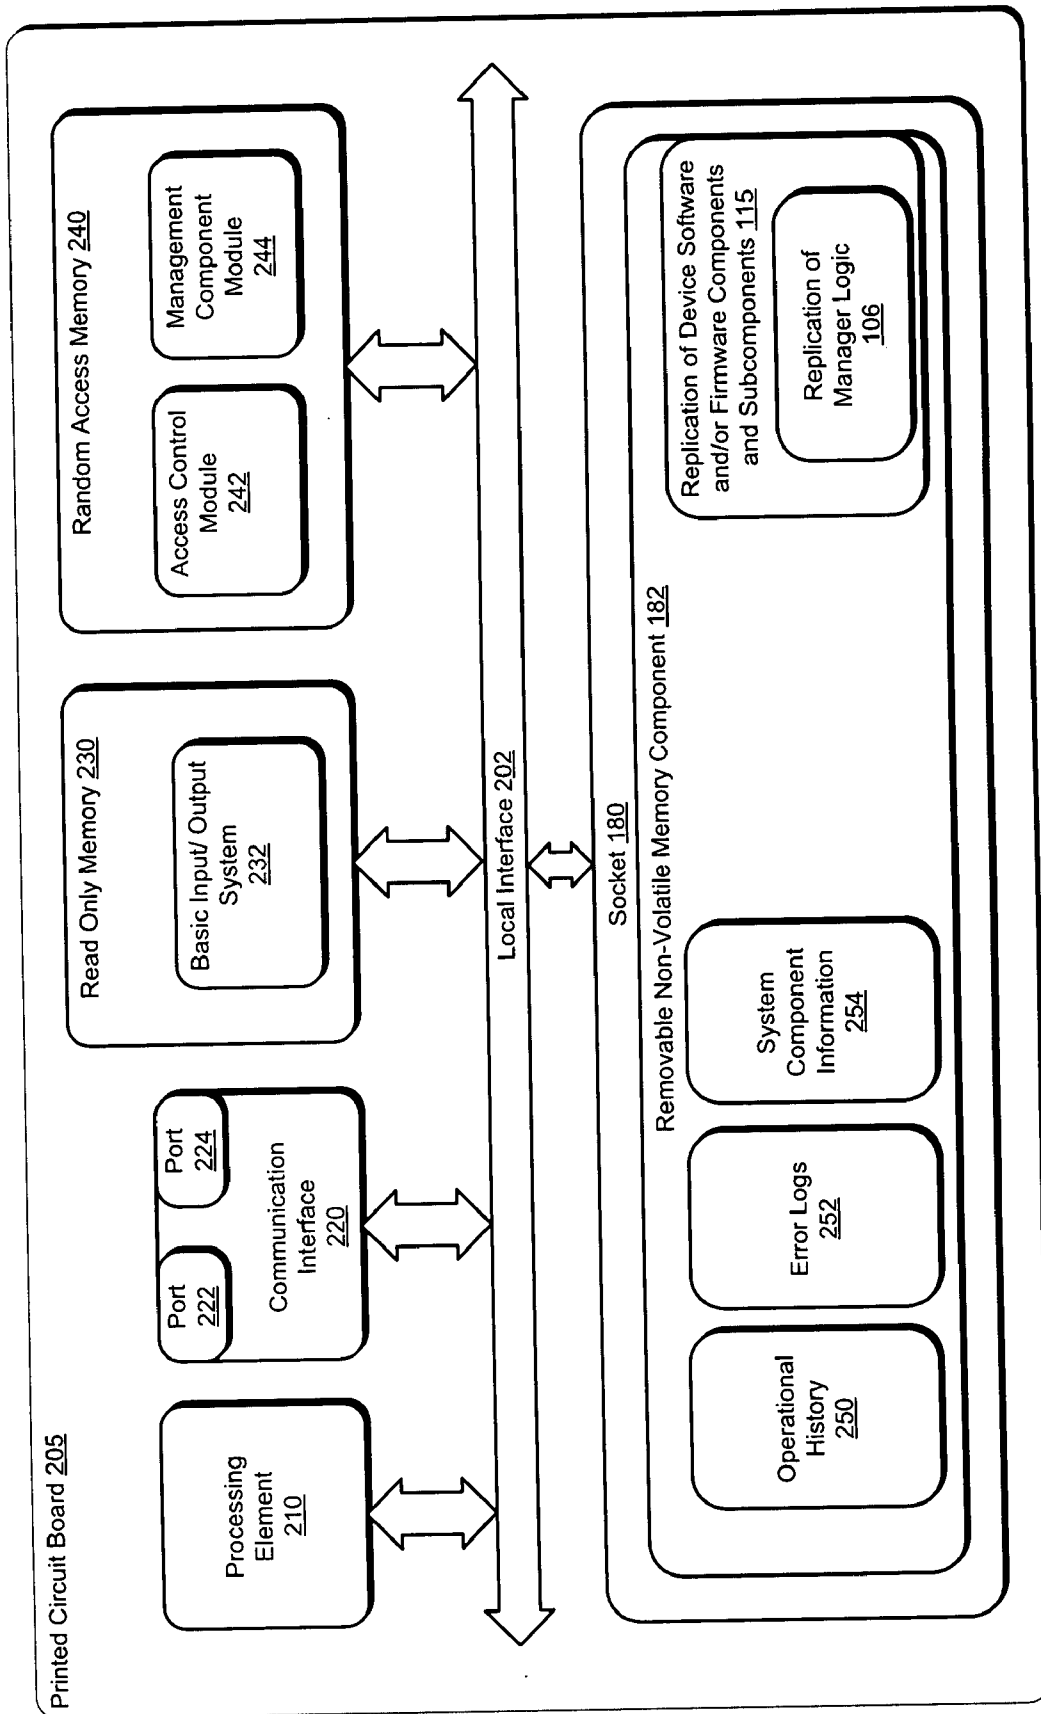 Printed Circuit Board 205
Processing
Element
210
Port
222
Port
224
Communication
Interface
220
Read Only Memory 230
Basic Input/ Output
System
232
Random Access Memory 240
Access Control
Module
242
Management
Component
Module
244
Local Interface 202
Socket 180
Removable Non-Volatile Memory Component 182
Operational
History
250
Error Logs
252
System
Component
Information
254
Replication of Device Software
and/or Firmware Components
and Subcomponents 115
Replication of
Manager Logic
106